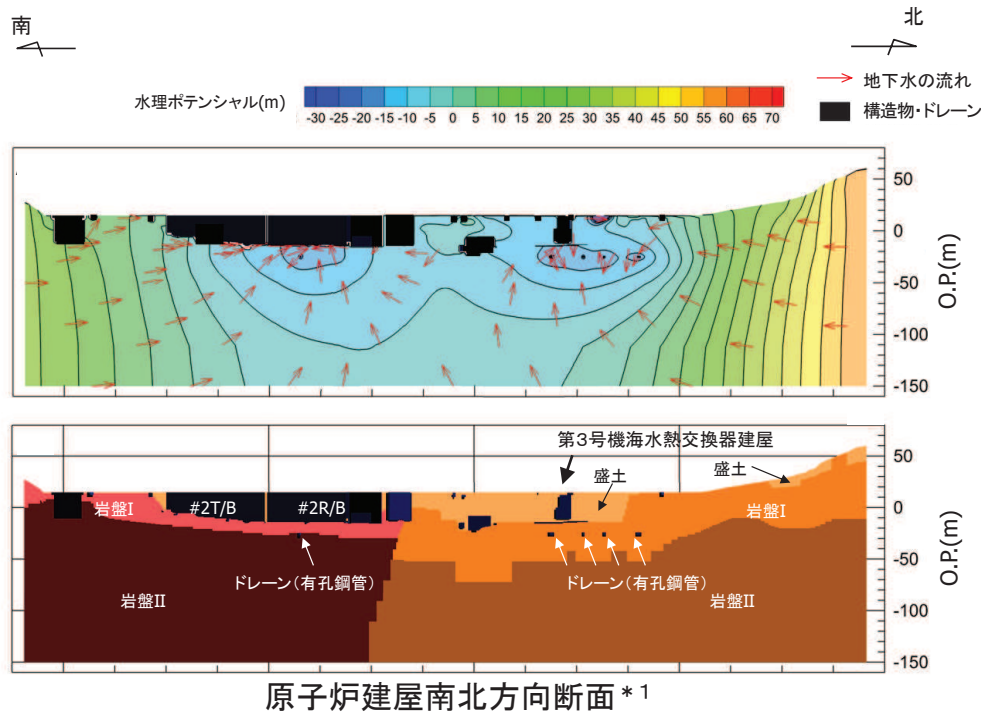 南
北
水理ポテンシャル(m)
-30 -25 -20 -15 -10 -5 0 5 10 15 20 25 30 35 40 45 50 55 60 65 70
地下水の流れ
構造物・ドレーン
50
0
-50
-100
-150
O.P.(m)
第3号機海水熱交換器建屋
盛土
盛土
岩盤I
#2T/B
#2R/B
岩盤I
ドレーン(有孔鋼管)
ドレーン(有孔鋼管)
岩盤II
岩盤II
50
0
-50
-100
-150
O.P.(m)
原子炉建屋南北方向断面*1